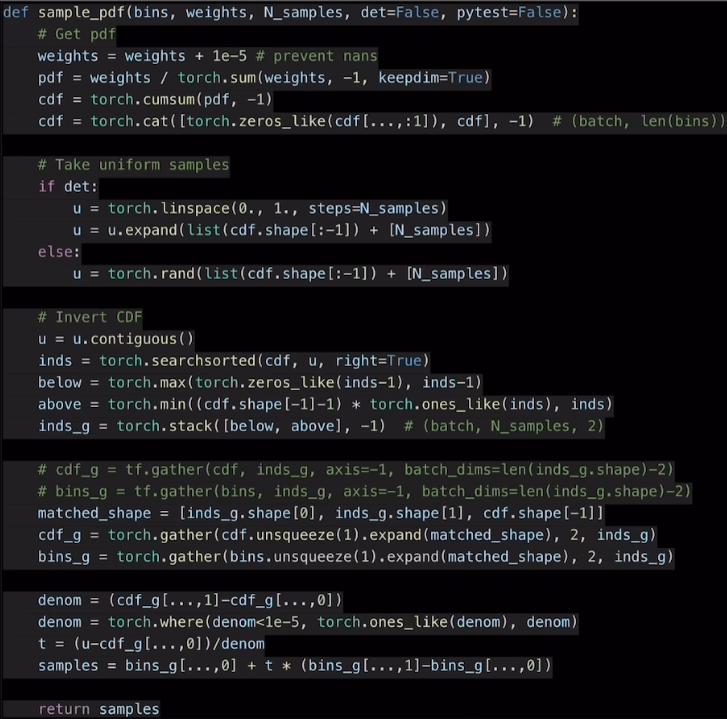 def sample_pdf(bins, weights, N_samples, det=False, pytest=False):
    # Get pdf
    weights = weights + 1e-5 # prevent nans
    pdf = weights / torch.sum(weights, -1, keepdim=True)
    cdf = torch.cumsum(pdf, -1)
    cdf = torch.cat([torch.zeros_like(cdf[...,:1]), cdf], -1)  # (batch, len(bins))

    # Take uniform samples
    if det:
        u = torch.linspace(0., 1., steps=N_samples)
        u = u.expand(list(cdf.shape[:-1]) + [N_samples])
    else:
        u = torch.rand(list(cdf.shape[:-1]) + [N_samples])

    # Invert CDF
    u = u.contiguous()
    inds = torch.searchsorted(cdf, u, right=True)
    below = torch.max(torch.zeros_like(inds-1), inds-1)
    above = torch.min((cdf.shape[-1]-1) * torch.ones_like(inds), inds)
    inds_g = torch.stack([below, above], -1)  # (batch, N_samples, 2)

    # cdf_g = tf.gather(cdf, inds_g, axis=-1, batch_dims=len(inds_g.shape)-2)
    # bins_g = tf.gather(bins, inds_g, axis=-1, batch_dims=len(inds_g.shape)-2)
    matched_shape = [inds_g.shape[0], inds_g.shape[1], cdf.shape[-1]]
    cdf_g = torch.gather(cdf.unsqueeze(1).expand(matched_shape), 2, inds_g)
    bins_g = torch.gather(bins.unsqueeze(1).expand(matched_shape), 2, inds_g)

    denom = (cdf_g[...,1]-cdf_g[...,0])
    denom = torch.where(denom<1e-5, torch.ones_like(denom), denom)
    t = (u-cdf_g[...,0])/denom
    samples = bins_g[...,0] + t * (bins_g[...,1]-bins_g[...,0])

    return samples